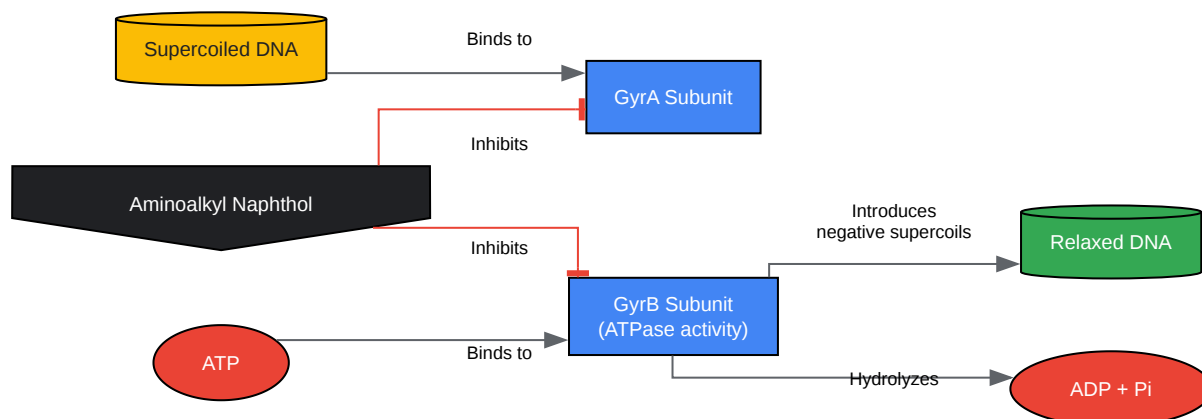 Supercoiled DNA
Binds to
GyrA Subunit
Inhibits
Aminoalkyl Naphthol
Inhibits
Introduces
negative supercoils
Relaxed DNA
GyrB Subunit
(ATPase activity)
ATP
Binds to
Hydrolyzes
ADP + Pi